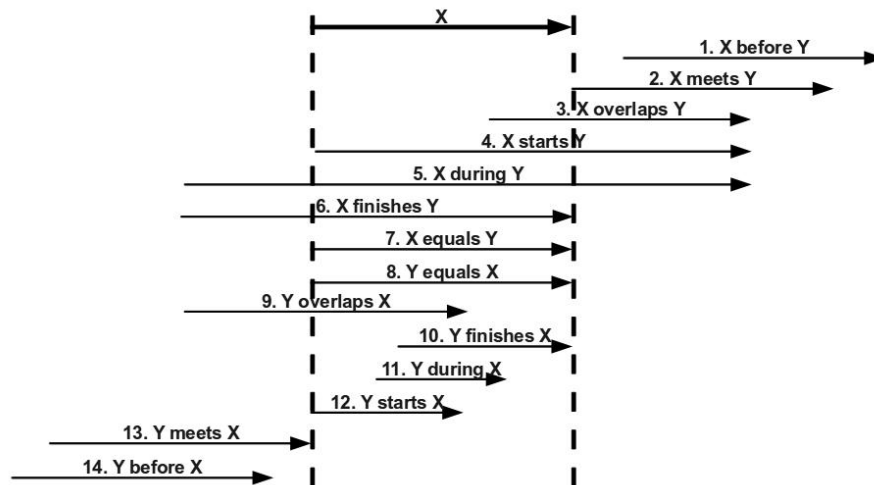 X
1. X before Y
2. X meets Y
3. X overlaps Y
4. X starts Y
5. X during Y
6. X finishes Y
7. X equals Y
8. Y equals X
9. Y overlaps X
10. Y finishes X
11. Y during X
12. Y starts X
13. Y meets X
14. Y before X